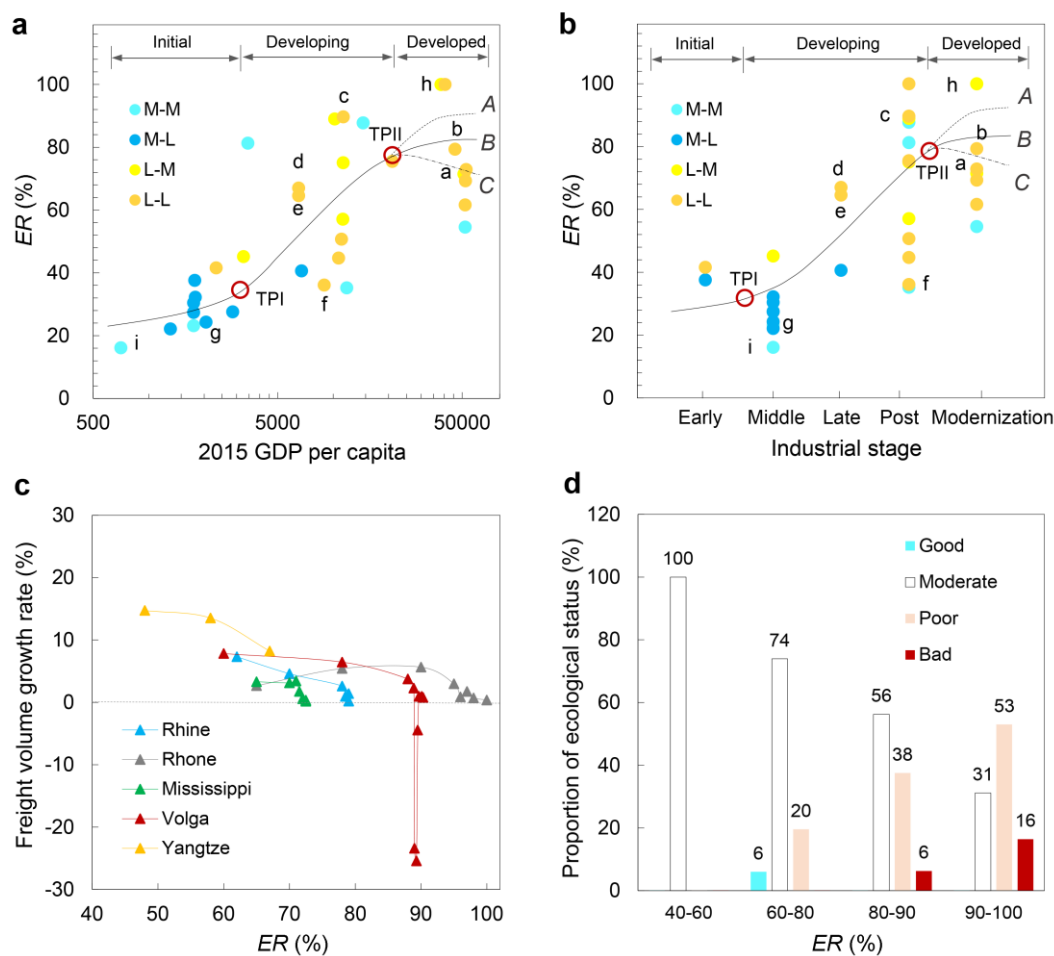 a
Initial
Developing
Developed
100
80
60
40
20
0
ER (%)
M-M
M-L
L-M
L-L
h
c
A
TPII
b
B
d
a
C
e
TPI
f
g
i
500
5000
50000
2015 GDP per capita
b
Initial
Developing
Developed
100
80
60
40
20
0
ER (%)
M-M
M-L
L-M
L-L
h
A
c
b
B
d
a
TPII
C
e
TPI
f
g
i
Early
Middle
Late
Post
Modernization
Industrial stage
c
30
20
10
0
-10
-20
-30
Freight volume growth rate (%)
Rhine
Rhone
Mississippi
Volga
Yangtze
40 50 60 70 80 90 100
ER (%)
d
120
100
80
60
40
20
0
Proportion of ecological status (%)
Good
Moderate
Poor
Bad
100
6
74
20
56
38
6
31
53
16
40-60
60-80
80-90
90-100
ER (%)